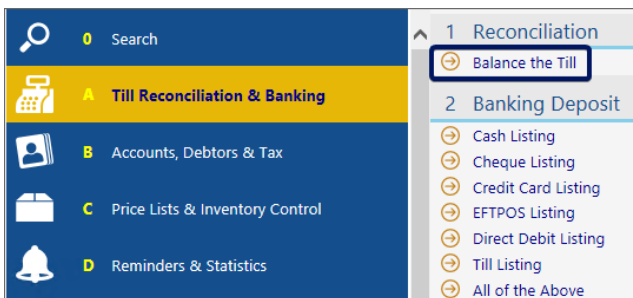 0 Search
A Till Reconciliation & Banking
B Accounts, Debtors & Tax
C Price Lists & Inventory Control
D Reminders & Statistics
1 Reconciliation
Balance the Till
2 Banking Deposit
Cash Listing
Cheque Listing
Credit Card Listing
EFTPOS Listing
Direct Debit Listing
Till Listing
All of the Above